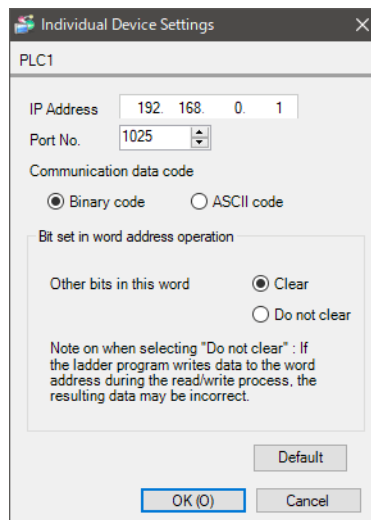 Individual Device Settings
PLC1
IP Address 192. 168. 0. 1
Port No. 1025
Communication data code
Binary code ASCII code
Bit set in word address operation
Other bits in this word Clear
Do not clear
Note on when selecting "Do not clear" : If
the ladder program writes data to the word
address during the read/write process, the
resulting data may be incorrect.
Default
OK (O) Cancel